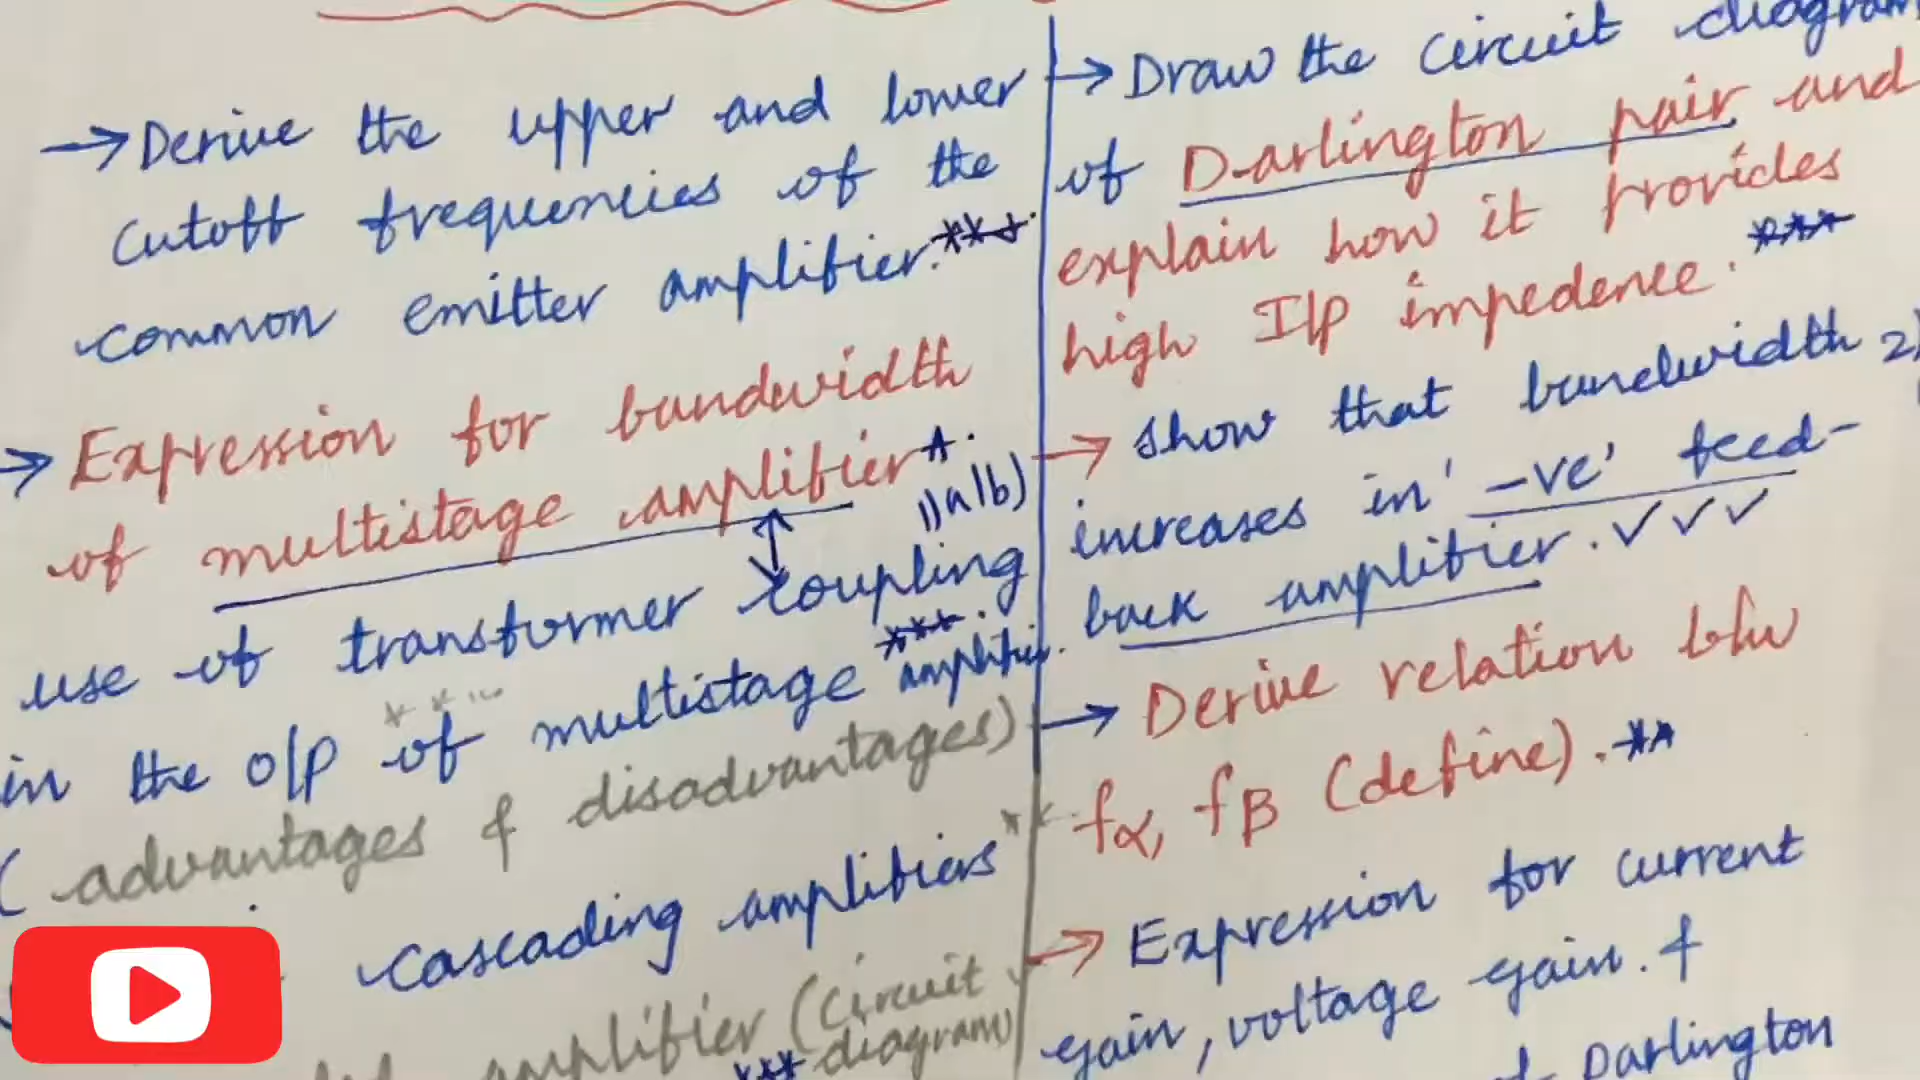 → Derive the upper and lower
cutoff frequencies of the
common emitter amplifier.***
→ Expression for bandwidth
of multistage amplifier*.
1)a/b)
use of transformer coupling
in the O/P of multistage amplifier.
***
(advantages & disadvantages)
cascading amplifiers**
amplifier (circuit
*** diagram)
→ Draw the circuit diagram
of Darlington pair and
explain how it provides
high I/P impedence. ***
→ Show that bandwidth 2)
increases in '-ve' feed-
back amplifier. ✓✓✓
→ Derive relation b/w
fα, fβ (define). **
→ Expression for current
gain, voltage gain. &
of Darlington